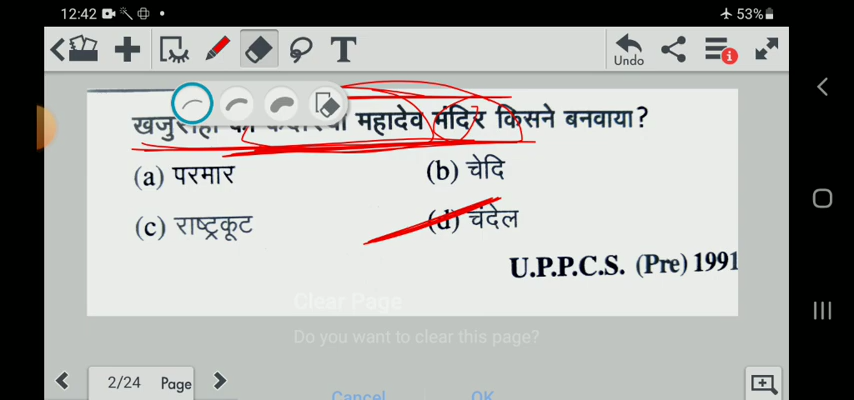 12:42
53%
T
Undo
महादेव मंदिर किसने बनवाया?
(a) परमार
(b) चेदि
(c) राष्ट्रकूट
(d) चंदेल
U.P.P.C.S. (Pre) 1991
Clear Page
Do you want to clear this page?
Cancel OK
2/24 Page